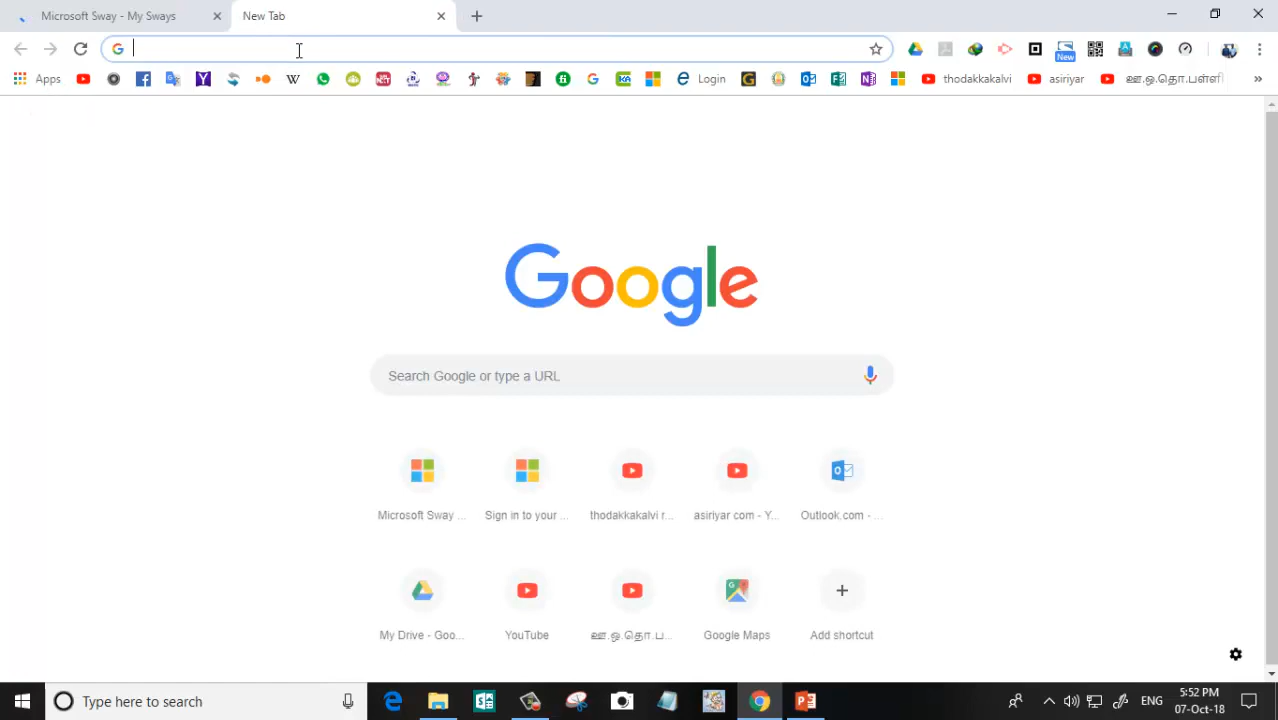 Microsoft Sway - My Sways
New Tab
New
Apps
Login
thodakkakalvi
asiriyar
ஊ.ஒ.தொ.பள்ளி
Google
Search Google or type a URL
Microsoft Sway ...
Sign in to your ...
thodakkakalvi r...
asiriyar com - Y...
Outlook.com - ...
My Drive - Goo...
YouTube
ஊ.ஒ.தொ.ப...
Google Maps
Add shortcut
Type here to search
ENG
5:52 PM
07-Oct-18